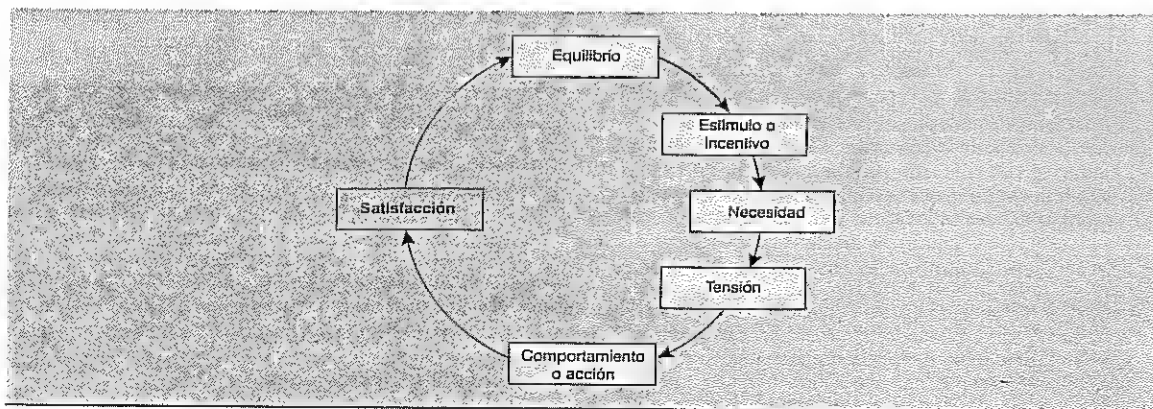 Equilibrio
Estímulo o
Incentivo
Necesidad
Tensión
Comportamiento
o acción
Satisfacción